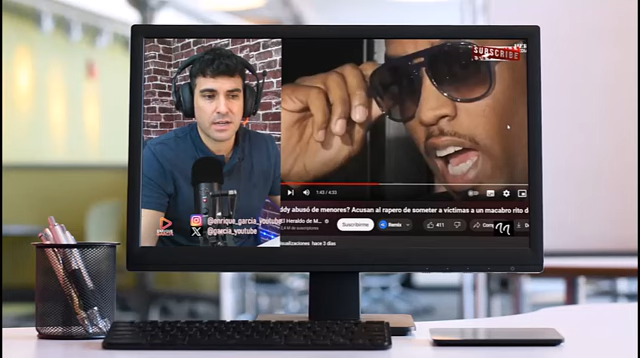 SUBSCRIBE
1:43 / 4:33
ddy abusó de menores? Acusan al rapero de someter a víctimas a un macabro rito d
El Heraldo de M...
Suscribirme
Remix
411
@enrique_garcia_youtube
@garcia_youtube
sualizaciones hace 3 días